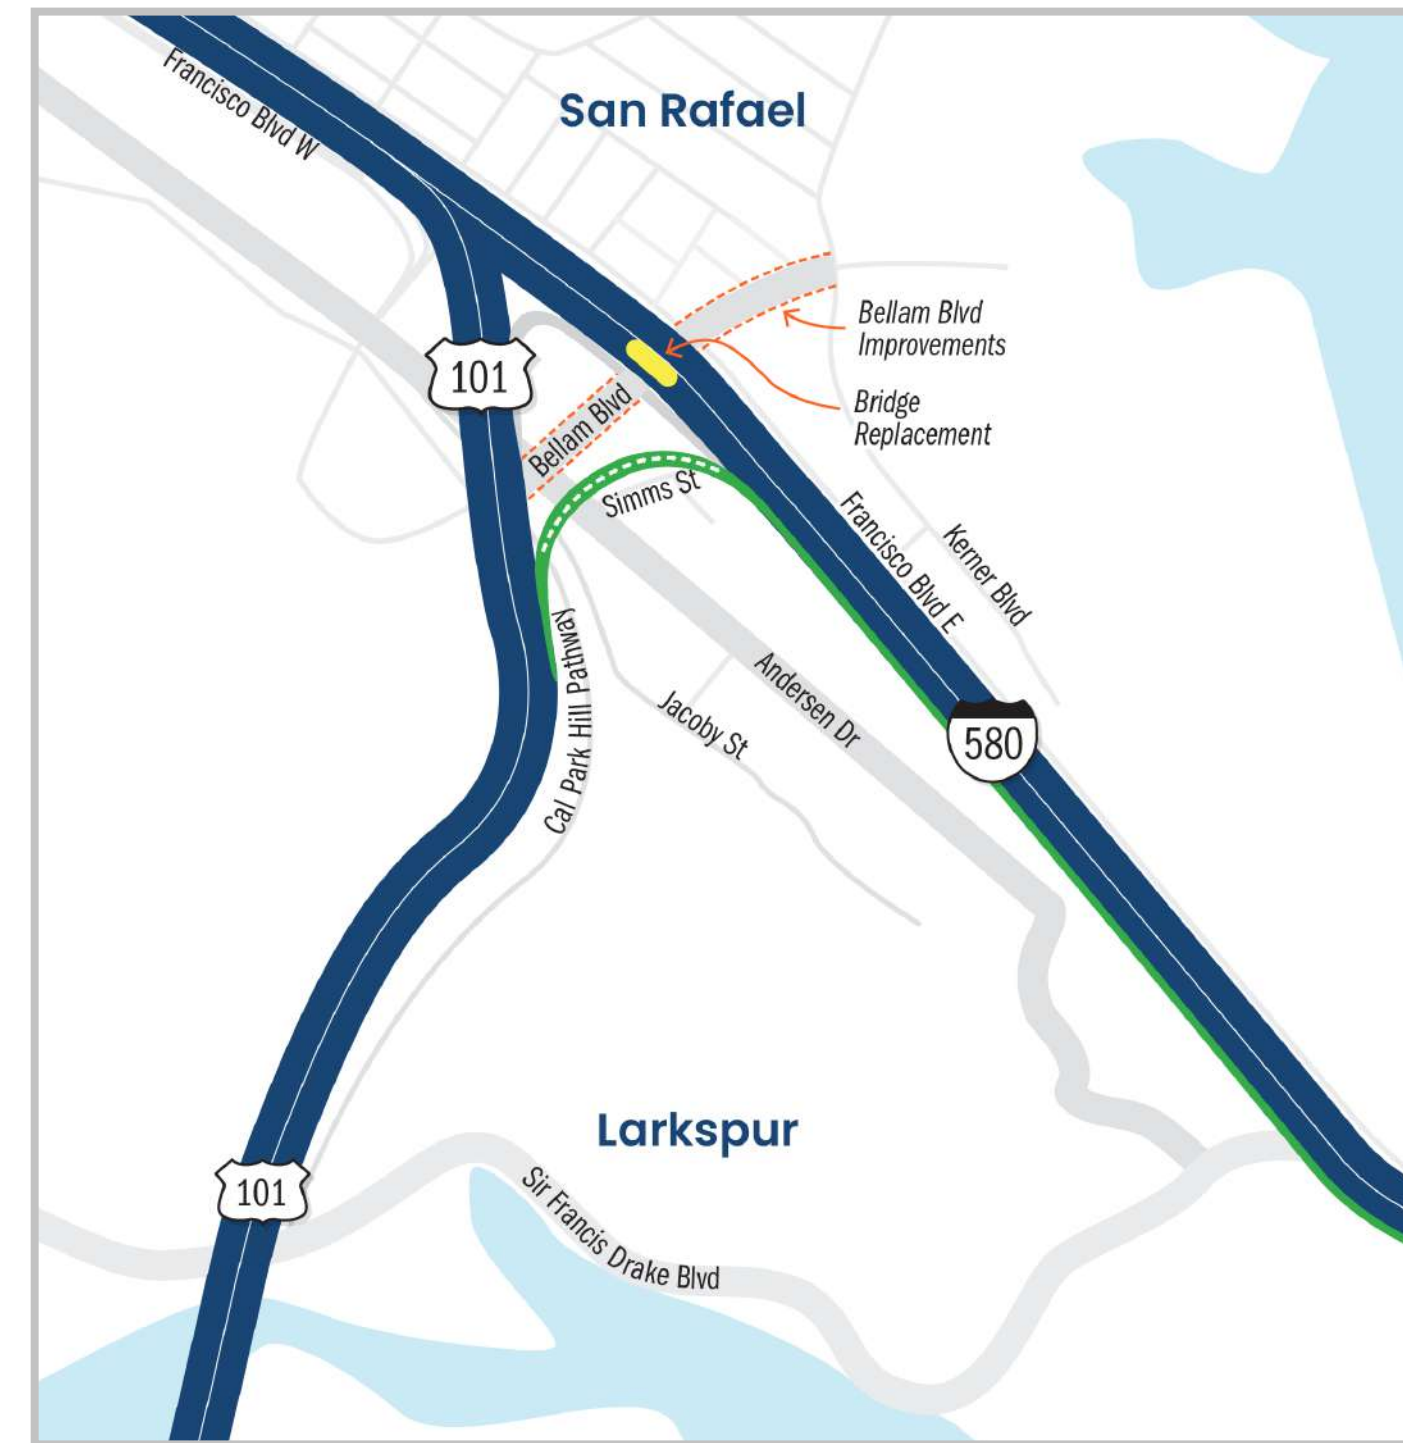 Francisco Blvd W
San Rafael
Bellam Blvd
Improvements
101
Bridge
Replacement
Bellam Blvd
Simms St
Francisco Blvd E
Kerner Blvd
Cal Park Hill Pathway
Jacoby St
Andersen Dr
580
Larkspur
101
Sir Francis Drake Blvd